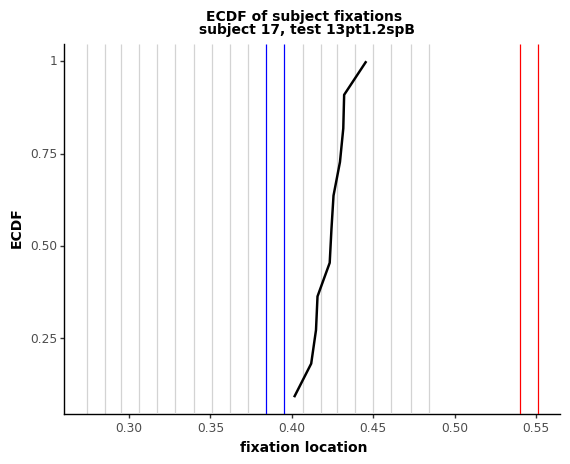 ECDF of subject fixations
subject 17, test 13pt1.2spB
ECDF
1
0.75
0.50
0.25
0.30 0.35 0.40 0.45 0.50 0.55
fixation location